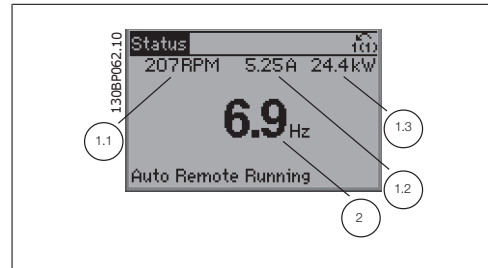 130BP062.10
Status 1(1)
207RPM 5.25A 24.4kW
6.9Hz
Auto Remote Running
1.1
1.3
1.2
2